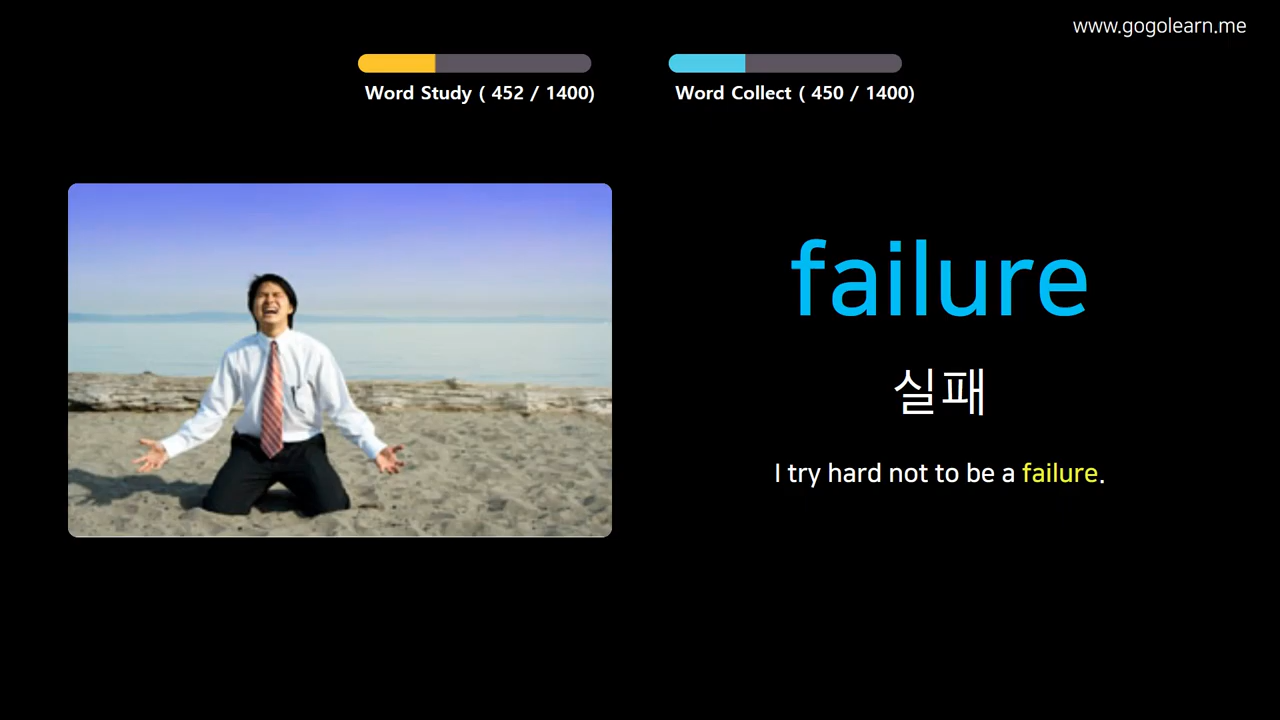 www.gogolearn.me
Word Study ( 452 / 1400)
Word Collect ( 450 / 1400)
failure
실패
I try hard not to be a failure.